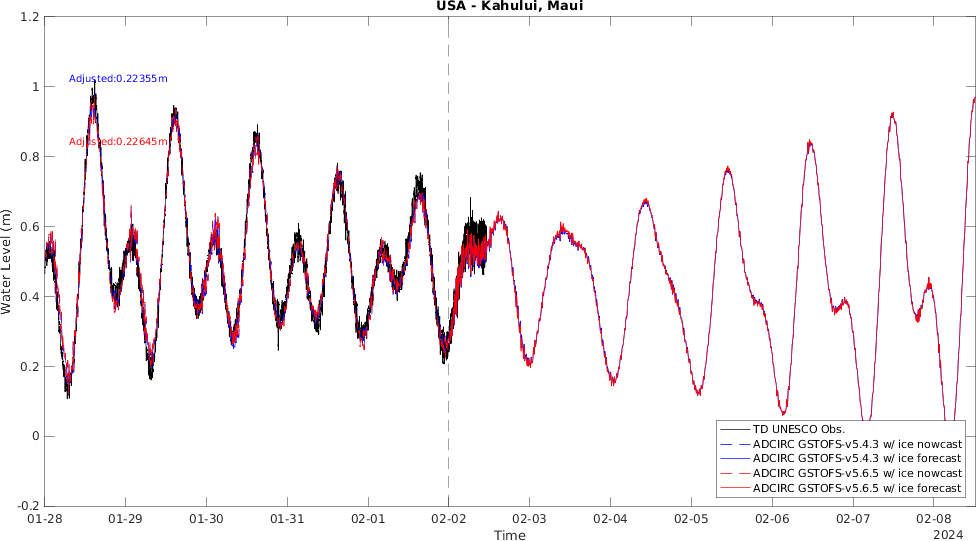 USA - Kahului, Maui
Water Level (m)
1.2
1
0.8
0.6
0.4
0.2
0
-0.2
Adjusted:0.22355m
Adjusted:0.22645m
TD UNESCO Obs.
ADCIRC GSTOFS-v5.4.3 w/ ice nowcast
ADCIRC GSTOFS-v5.4.3 w/ ice forecast
ADCIRC GSTOFS-v5.6.5 w/ ice nowcast
ADCIRC GSTOFS-v5.6.5 w/ ice forecast
01-28 01-29 01-30 01-31 02-01 02-02 02-03 02-04 02-05 02-06 02-07 02-08
Time
2024